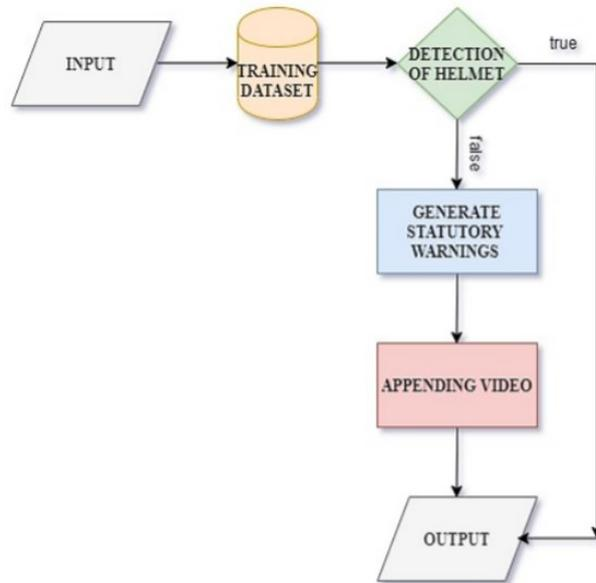 INPUT
TRAINING
DATASET
DETECTION
OF HELMET
true
false
GENERATE
STATUTORY
WARNINGS
APPENDING VIDEO
OUTPUT